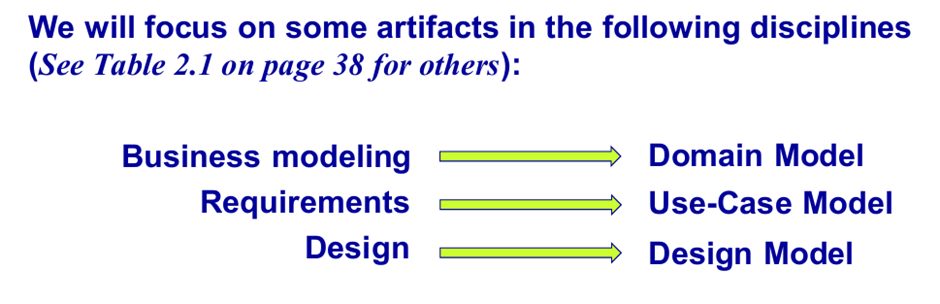 We will focus on some artifacts in the following disciplines
(See Table 2.1 on page 38 for others):
Business modeling Domain Model
Requirements Use-Case Model
Design Design Model